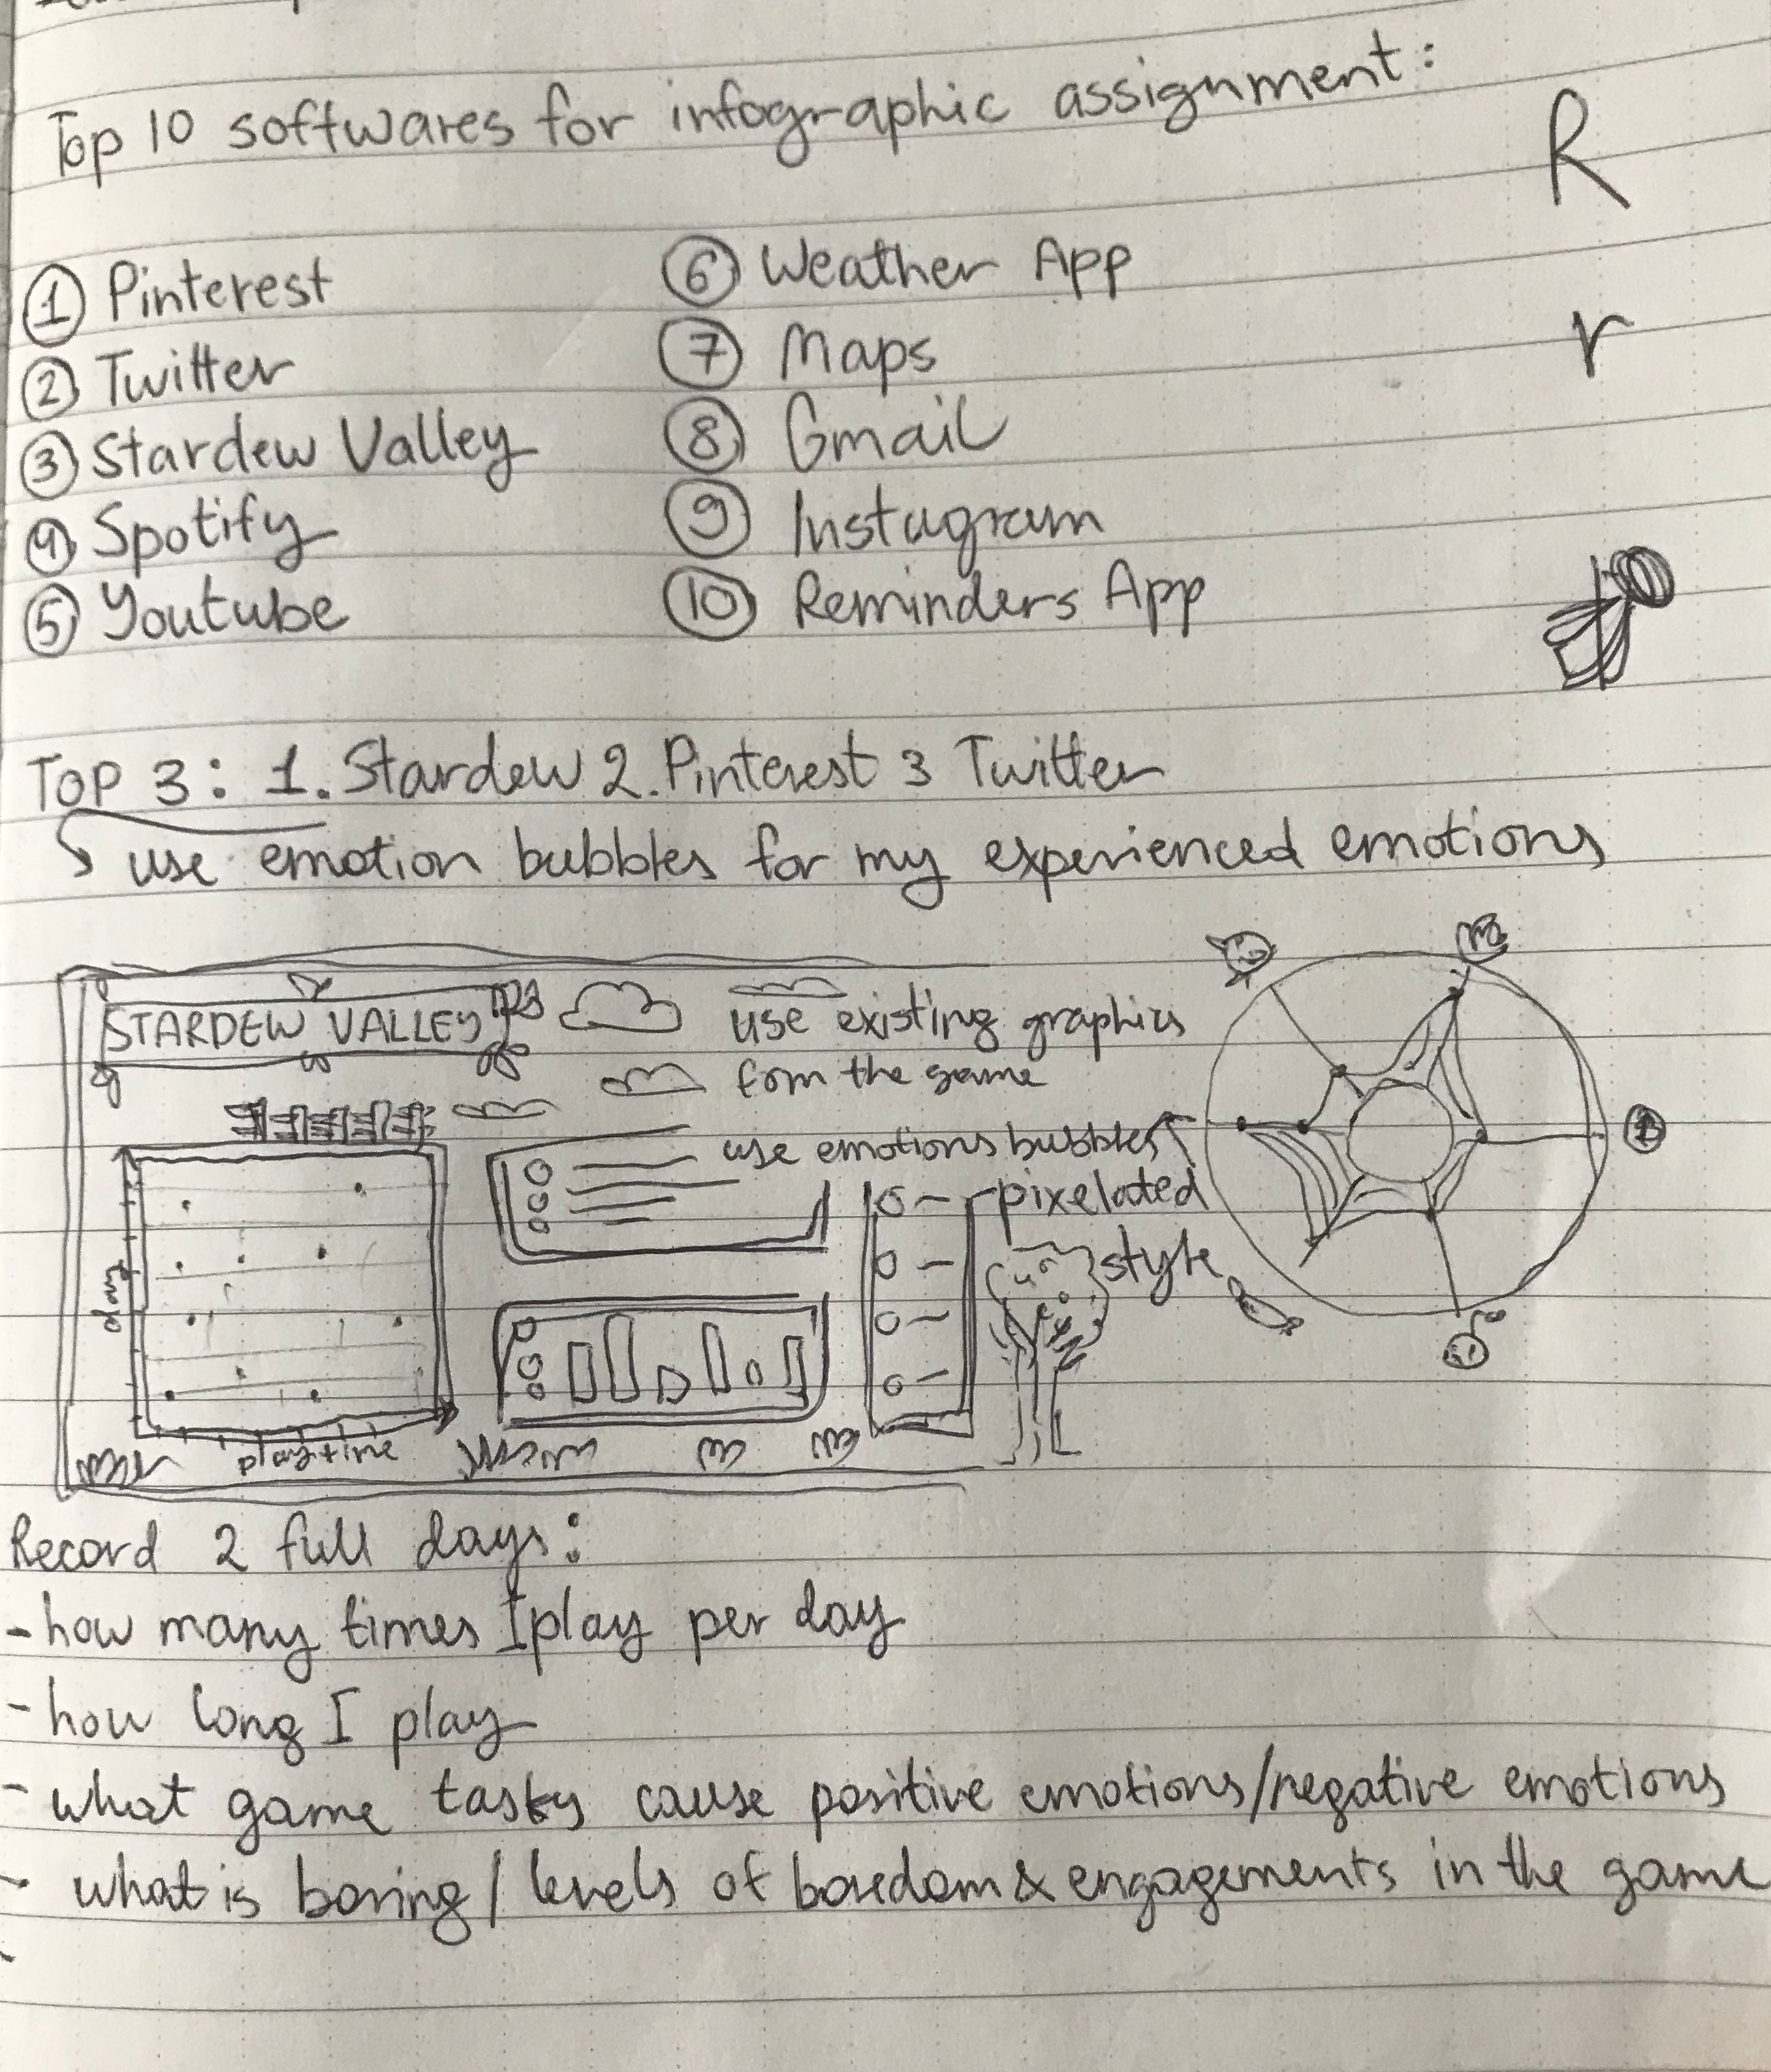 Top 10 softwares for infographic assignment:
R
① Pinterest
② Twitter
③ Stardew Valley
④ Spotify
⑤ Youtube
⑥ Weather App
⑦ Maps
⑧ Gmail
⑨ Instagram
⑩ Reminders App
r
Top 3: 1. Stardew 2. Pinterest 3 Twitter
use emotion bubbles for my experienced emotions
STARDEW VALLEY
use existing graphics
from the game
use emotions bubbles
pixelated
style
day
playtime
Record 2 full days:
- how many times I play per day
- how long I play
- what game tasks cause positive emotions/negative emotions
- what is boring / levels of boredom & engagements in the game
-